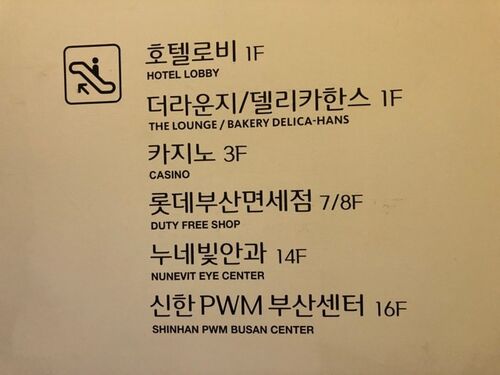 호텔로비 1F
HOTEL LOBBY
더라운지/델리카한스 1F
THE LOUNGE / BAKERY DELICA-HANS
카지노 3F
CASINO
롯데부산면세점 7/8F
DUTY FREE SHOP
누네빛안과 14F
NUNEVIT EYE CENTER
신한PWM 부산센터 16F
SHINHAN PWM BUSAN CENTER